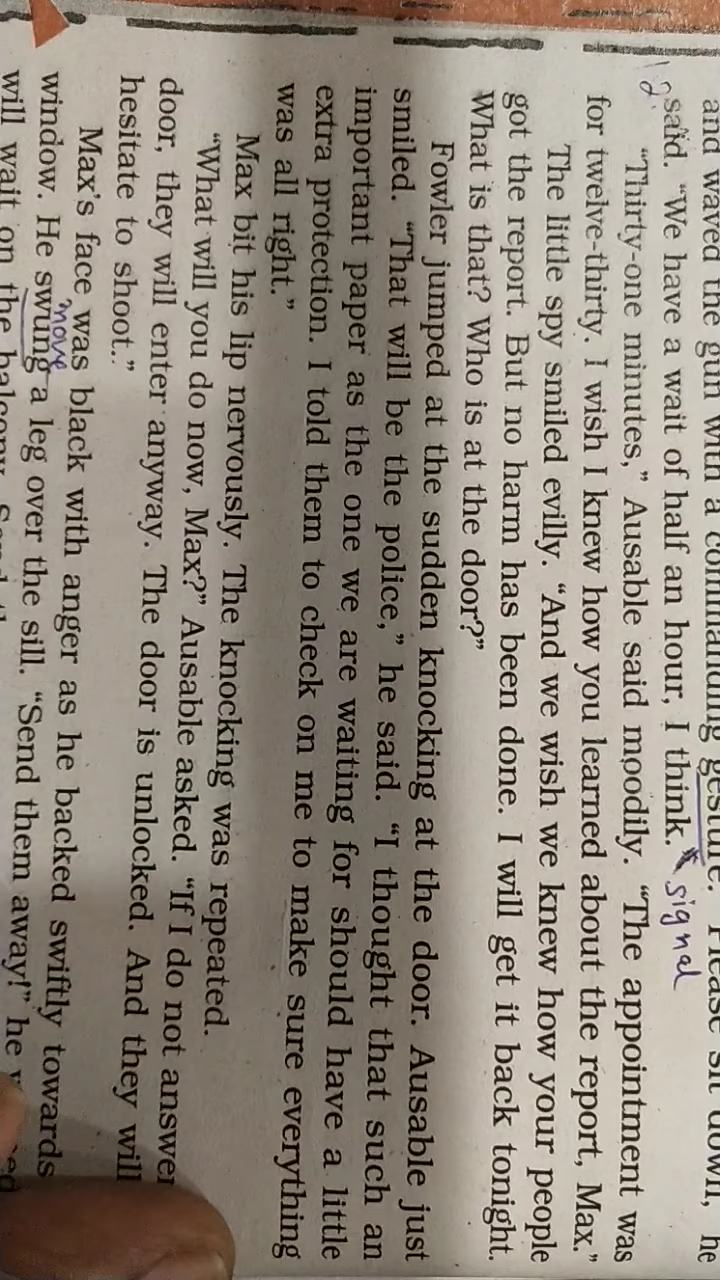 and waved the gun with a commanding gesture. Please sit down, he
signal
12. said. "We have a wait of half an hour, I think.
"Thirty-one minutes," Ausable said moodily. "The appointment was
for twelve-thirty. I wish I knew how you learned about the report, Max."
The little spy smiled evilly. "And we wish we knew how your people
got the report. But no harm has been done. I will get it back tonight.
What is that? Who is at the door?"
Fowler jumped at the sudden knocking at the door. Ausable just
smiled. "That will be the police," he said. "I thought that such an
important paper as the one we are waiting for should have a little
extra protection. I told them to check on me to make sure everything
was all right."
Max bit his lip nervously. The knocking was repeated.
"What will you do now, Max?" Ausable asked. "If I do not answer
door, they will enter anyway. The door is unlocked. And they will
hesitate to shoot.."
Max's face was black with anger as he backed swiftly towards
move
window. He swung a leg over the sill. "Send them away!" he
will wait on the balcony.